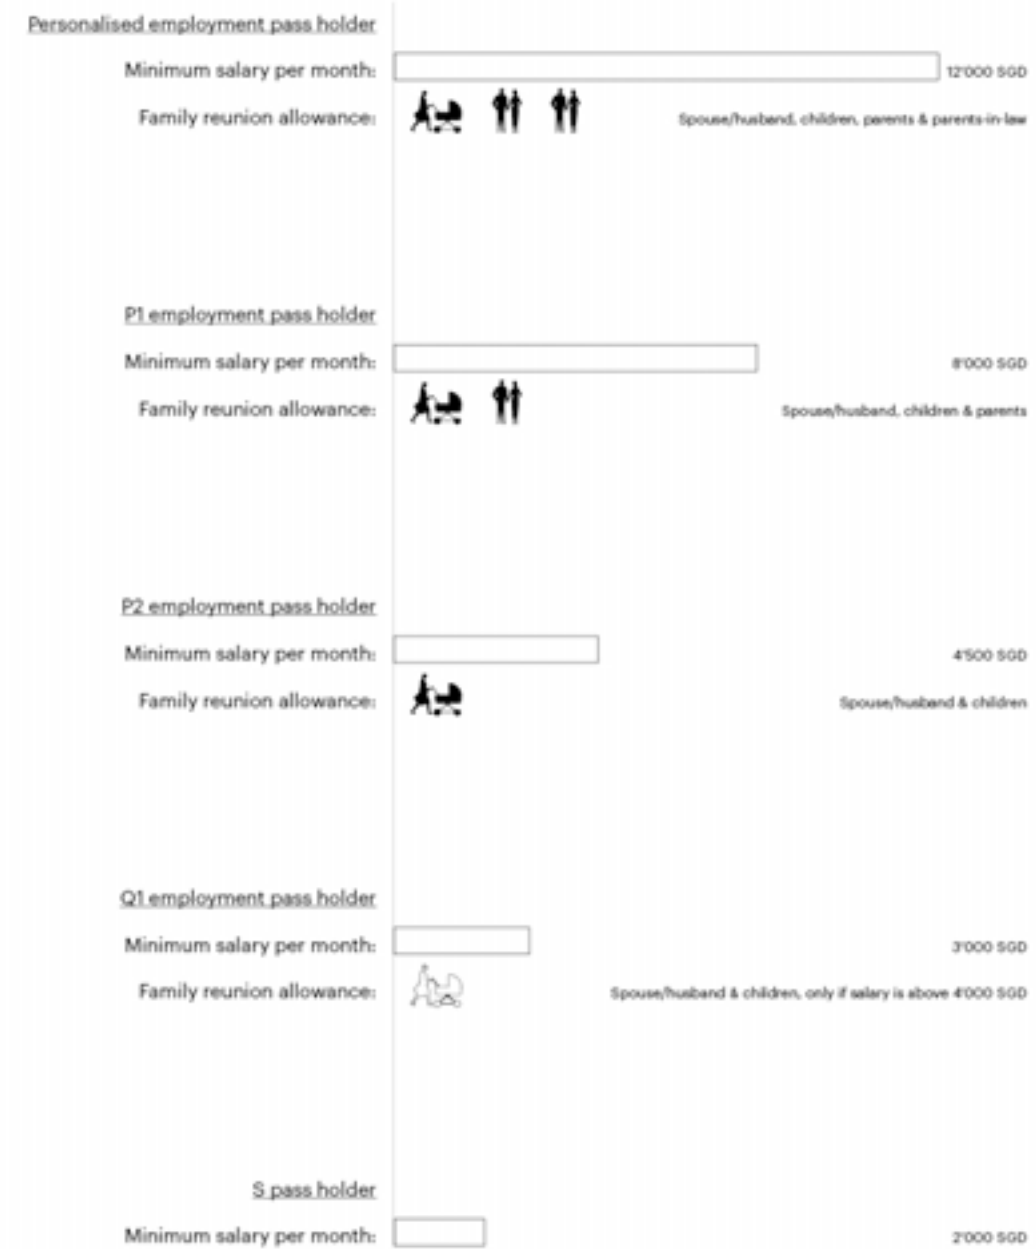 Personalised employment pass holder
Minimum salary per month: 12'000 SGD
Family reunion allowance: Spouse/husband, children, parents & parents-in-law
P1 employment pass holder
Minimum salary per month: 8'000 SGD
Family reunion allowance: Spouse/husband, children & parents
P2 employment pass holder
Minimum salary per month: 4'500 SGD
Family reunion allowance: Spouse/husband & children
Q1 employment pass holder
Minimum salary per month: 3'000 SGD
Family reunion allowance: Spouse/husband & children, only if salary is above 4'000 SGD
S pass holder
Minimum salary per month: 2'000 SGD